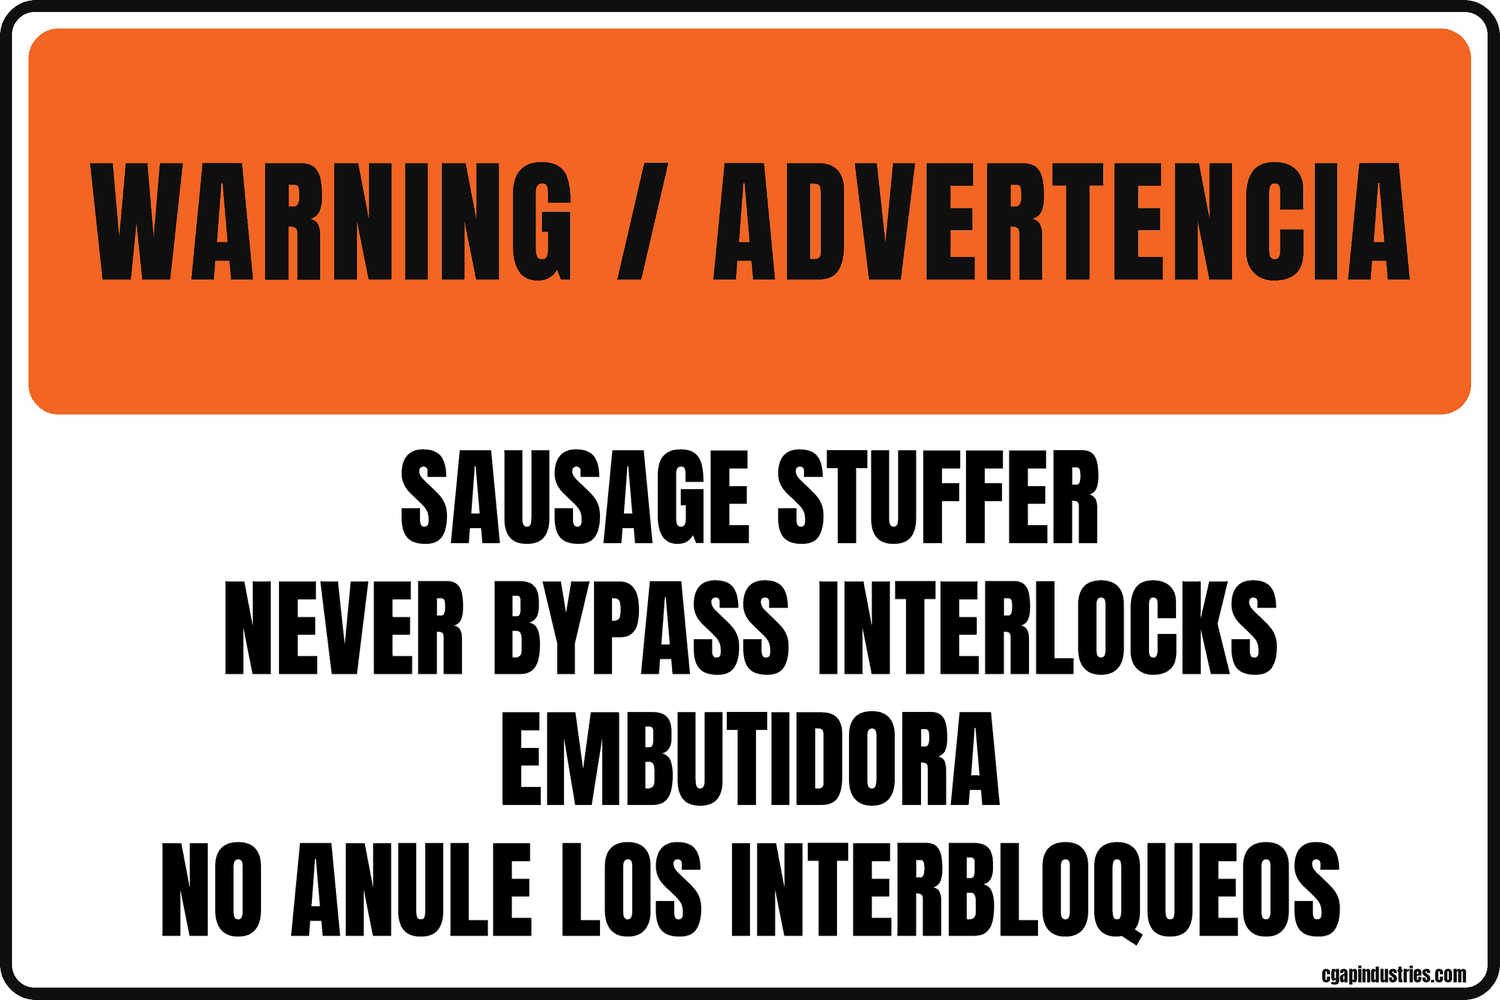 WARNING / ADVERTENCIA
SAUSAGE STUFFER
NEVER BYPASS INTERLOCKS
EMBUTIDORA
NO ANULE LOS INTERBLOQUEOS
cgapindustries.com